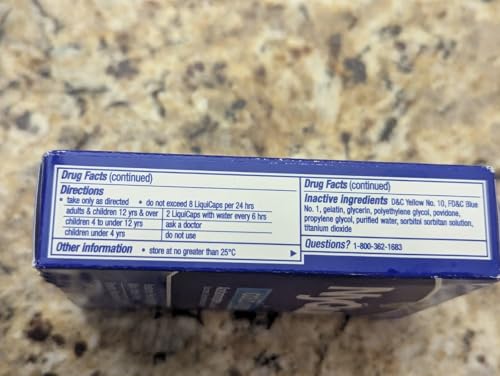 Drug Facts (continued)
Directions
• take only as directed • do not exceed 8 LiquiCaps per 24 hrs
adults & children 12 yrs & over 2 LiquiCaps with water every 6 hrs
children 4 to under 12 yrs ask a doctor
children under 4 yrs do not use
Other information • store at no greater than 25°C
Drug Facts (continued)
Inactive ingredients D&C Yellow No. 10, FD&C Blue
No. 1, gelatin, glycerin, polyethylene glycol, povidone,
propylene glycol, purified water, sorbitol sorbitan solution,
titanium dioxide
Questions? 1-800-362-1683